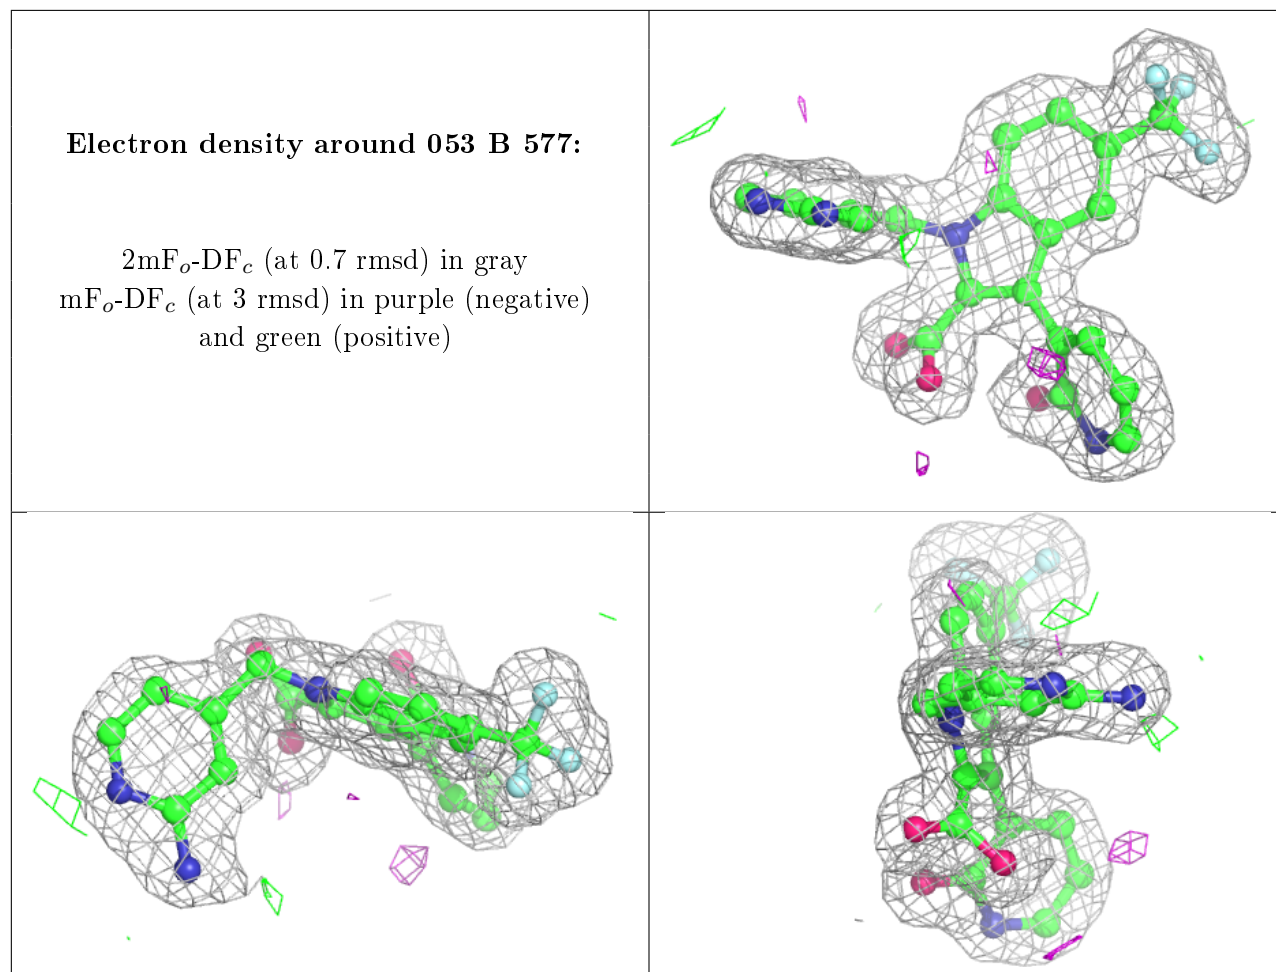 Electron density around 053 B 577:
2mFₒ-DF𝒸 (at 0.7 rmsd) in gray
mFₒ-DF𝒸 (at 3 rmsd) in purple (negative)
and green (positive)